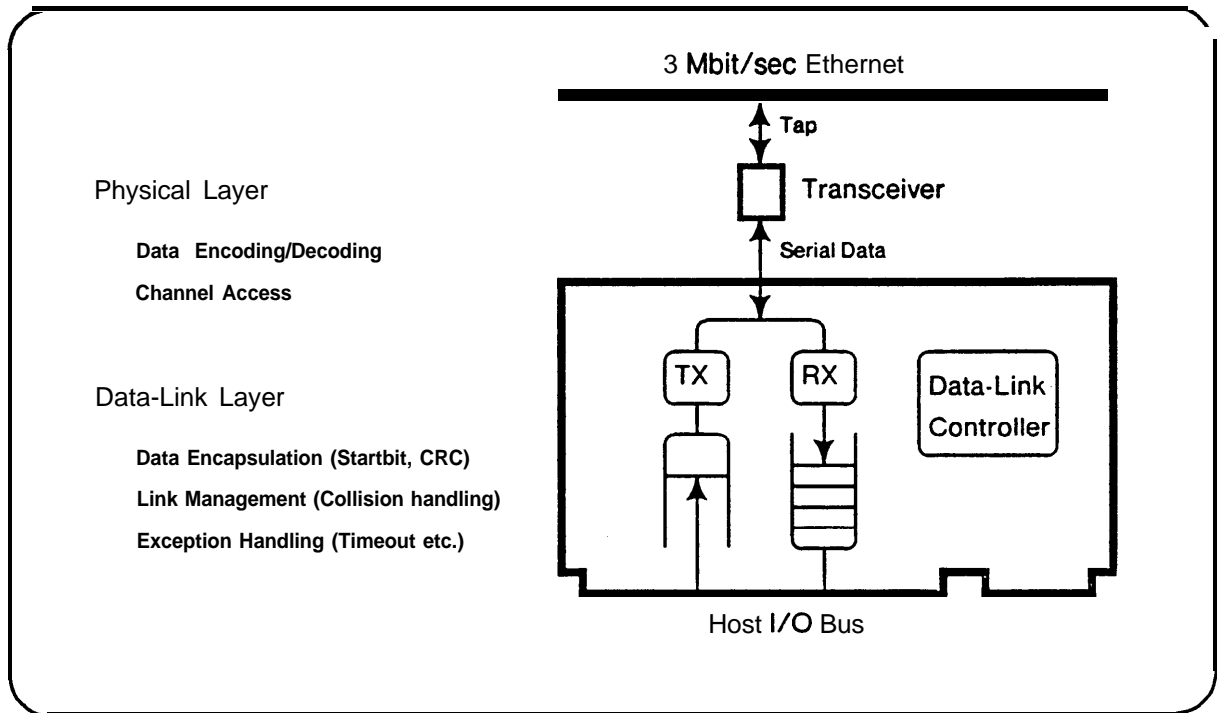 3 Mbit/sec Ethernet
Tap
Physical Layer
Transceiver
Data Encoding/Decoding
Serial Data
Channel Access
TX
RX
Data-Link
Controller
Data-Link Layer
Data Encapsulation (Startbit, CRC)
Link Management (Collision handling)
Exception Handling (Timeout etc.)
Host I/O Bus